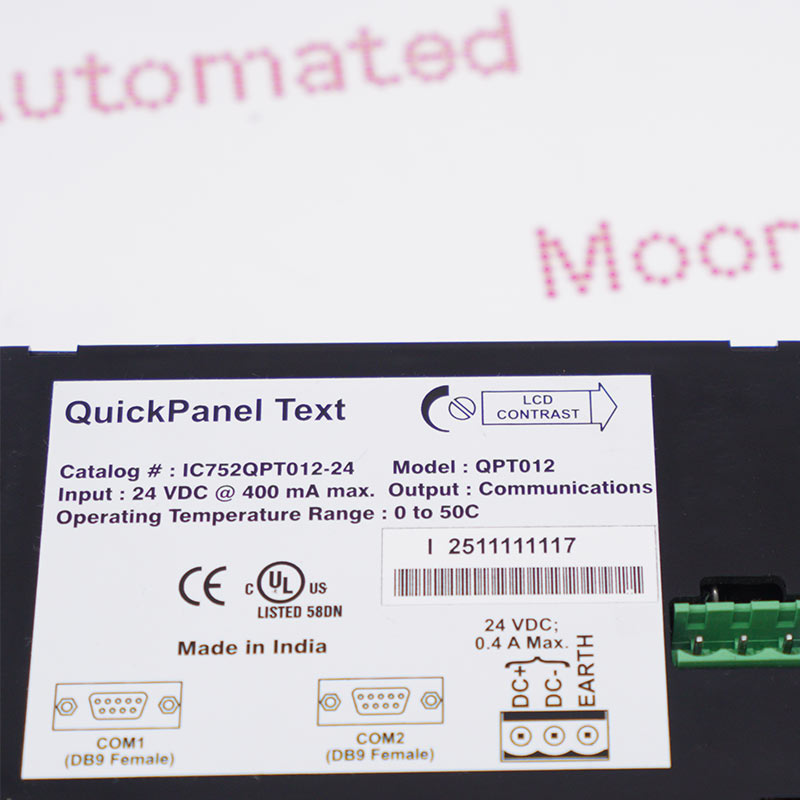 utomated
Moor
QuickPanel Text
LCD
CONTRAST
Catalog # : IC752QPT012-24 Model : QPT012
Input : 24 VDC @ 400 mA max. Output : Communications
Operating Temperature Range : 0 to 50C
I 2511111117
CE C UL US
LISTED 58DN
Made in India
24 VDC;
0.4 A Max.
DC+
DC-
EARTH
COM1
(DB9 Female)
COM2
(DB9 Female)